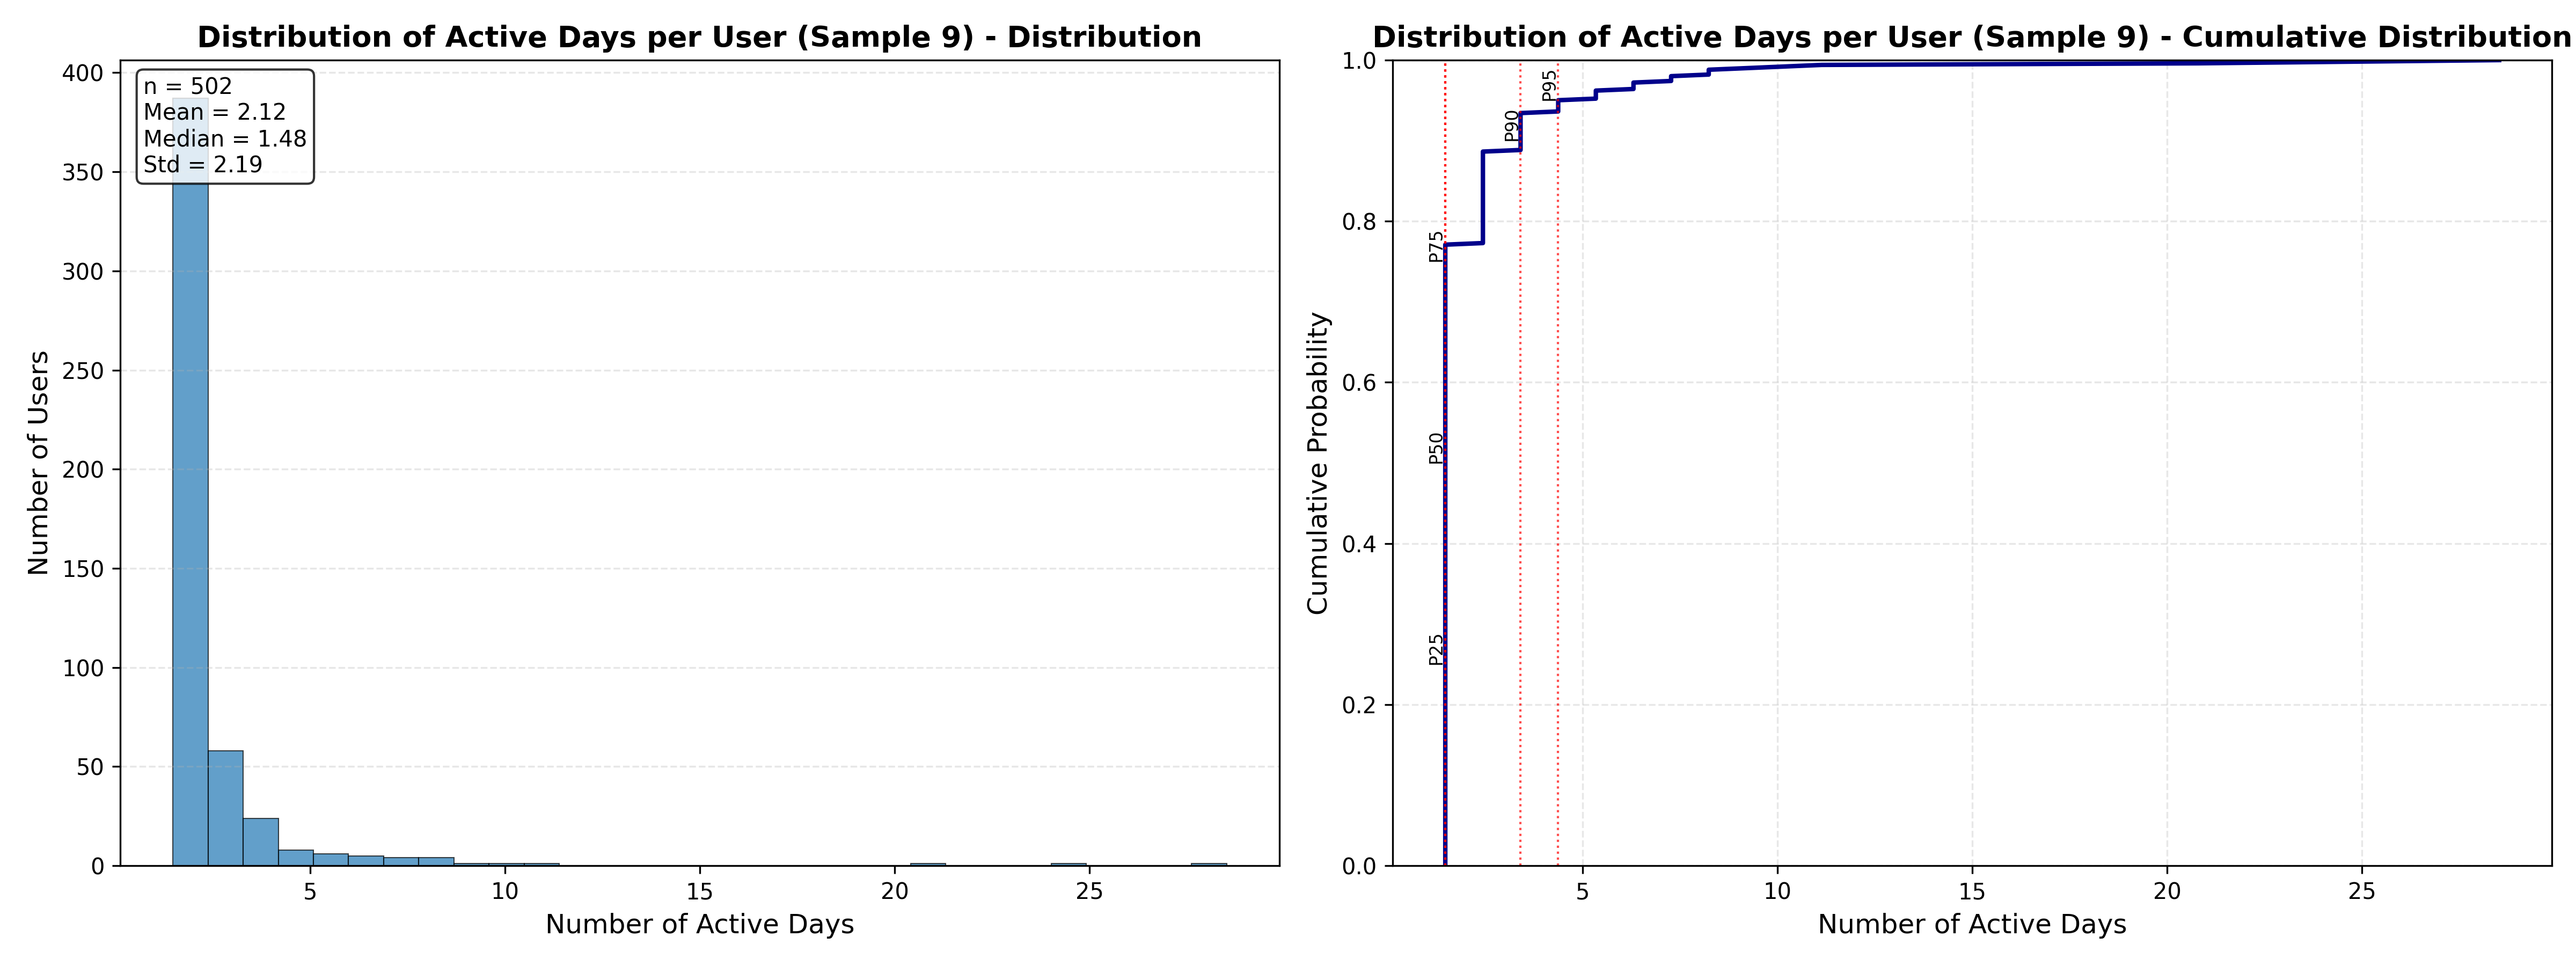 Distribution of Active Days per User (Sample 9) - Distribution
n = 502
Mean = 2.12
Median = 1.48
Std = 2.19
400
350
300
250
200
150
100
50
0
Number of Users
5
10
15
20
25
Number of Active Days
Distribution of Active Days per User (Sample 9) - Cumulative Distribution
1.0
0.8
0.6
0.4
0.2
0.0
Cumulative Probability
P95
P90
P75
P50
P25
5
10
15
20
25
Number of Active Days